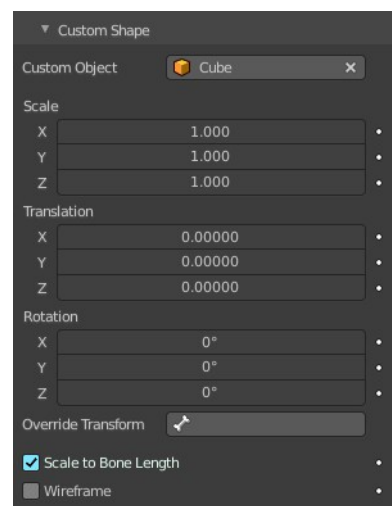 Custom Shape
Custom Object Cube
Scale
X 1.000
Y 1.000
Z 1.000
Translation
X 0.00000
Y 0.00000
Z 0.00000
Rotation
X 0°
Y 0°
Z 0°
Override Transform
Scale to Bone Length
Wireframe